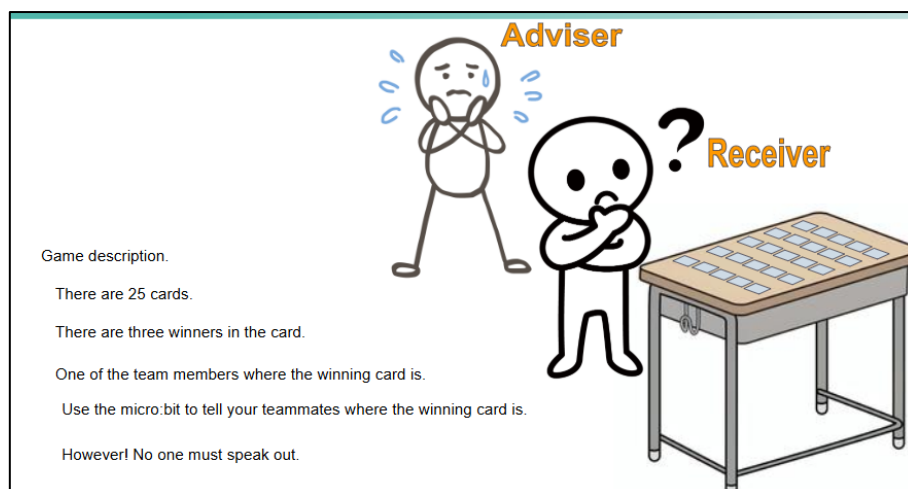 Adviser
?
Receiver
Game description.
There are 25 cards.
There are three winners in the card.
One of the team members where the winning card is.
Use the micro:bit to tell your teammates where the winning card is.
However! No one must speak out.